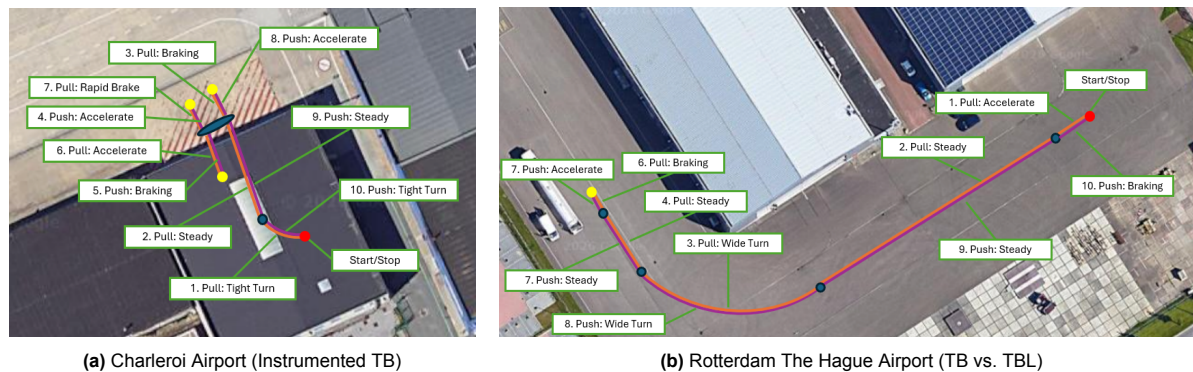 8. Push: Accelerate
3. Pull: Braking
7. Pull: Rapid Brake
4. Push: Accelerate
9. Push: Steady
6. Pull: Accelerate
5. Push: Braking
10. Push: Tight Turn
2. Pull: Steady
Start/Stop
1. Pull: Tight Turn
(a) Charleroi Airport (Instrumented TB)
Start/Stop
1. Pull: Accelerate
2. Pull: Steady
6. Pull: Braking
7. Push: Accelerate
4. Pull: Steady
10. Push: Braking
3. Pull: Wide Turn
9. Push: Steady
7. Push: Steady
8. Push: Wide Turn
(b) Rotterdam The Hague Airport (TB vs. TBL)